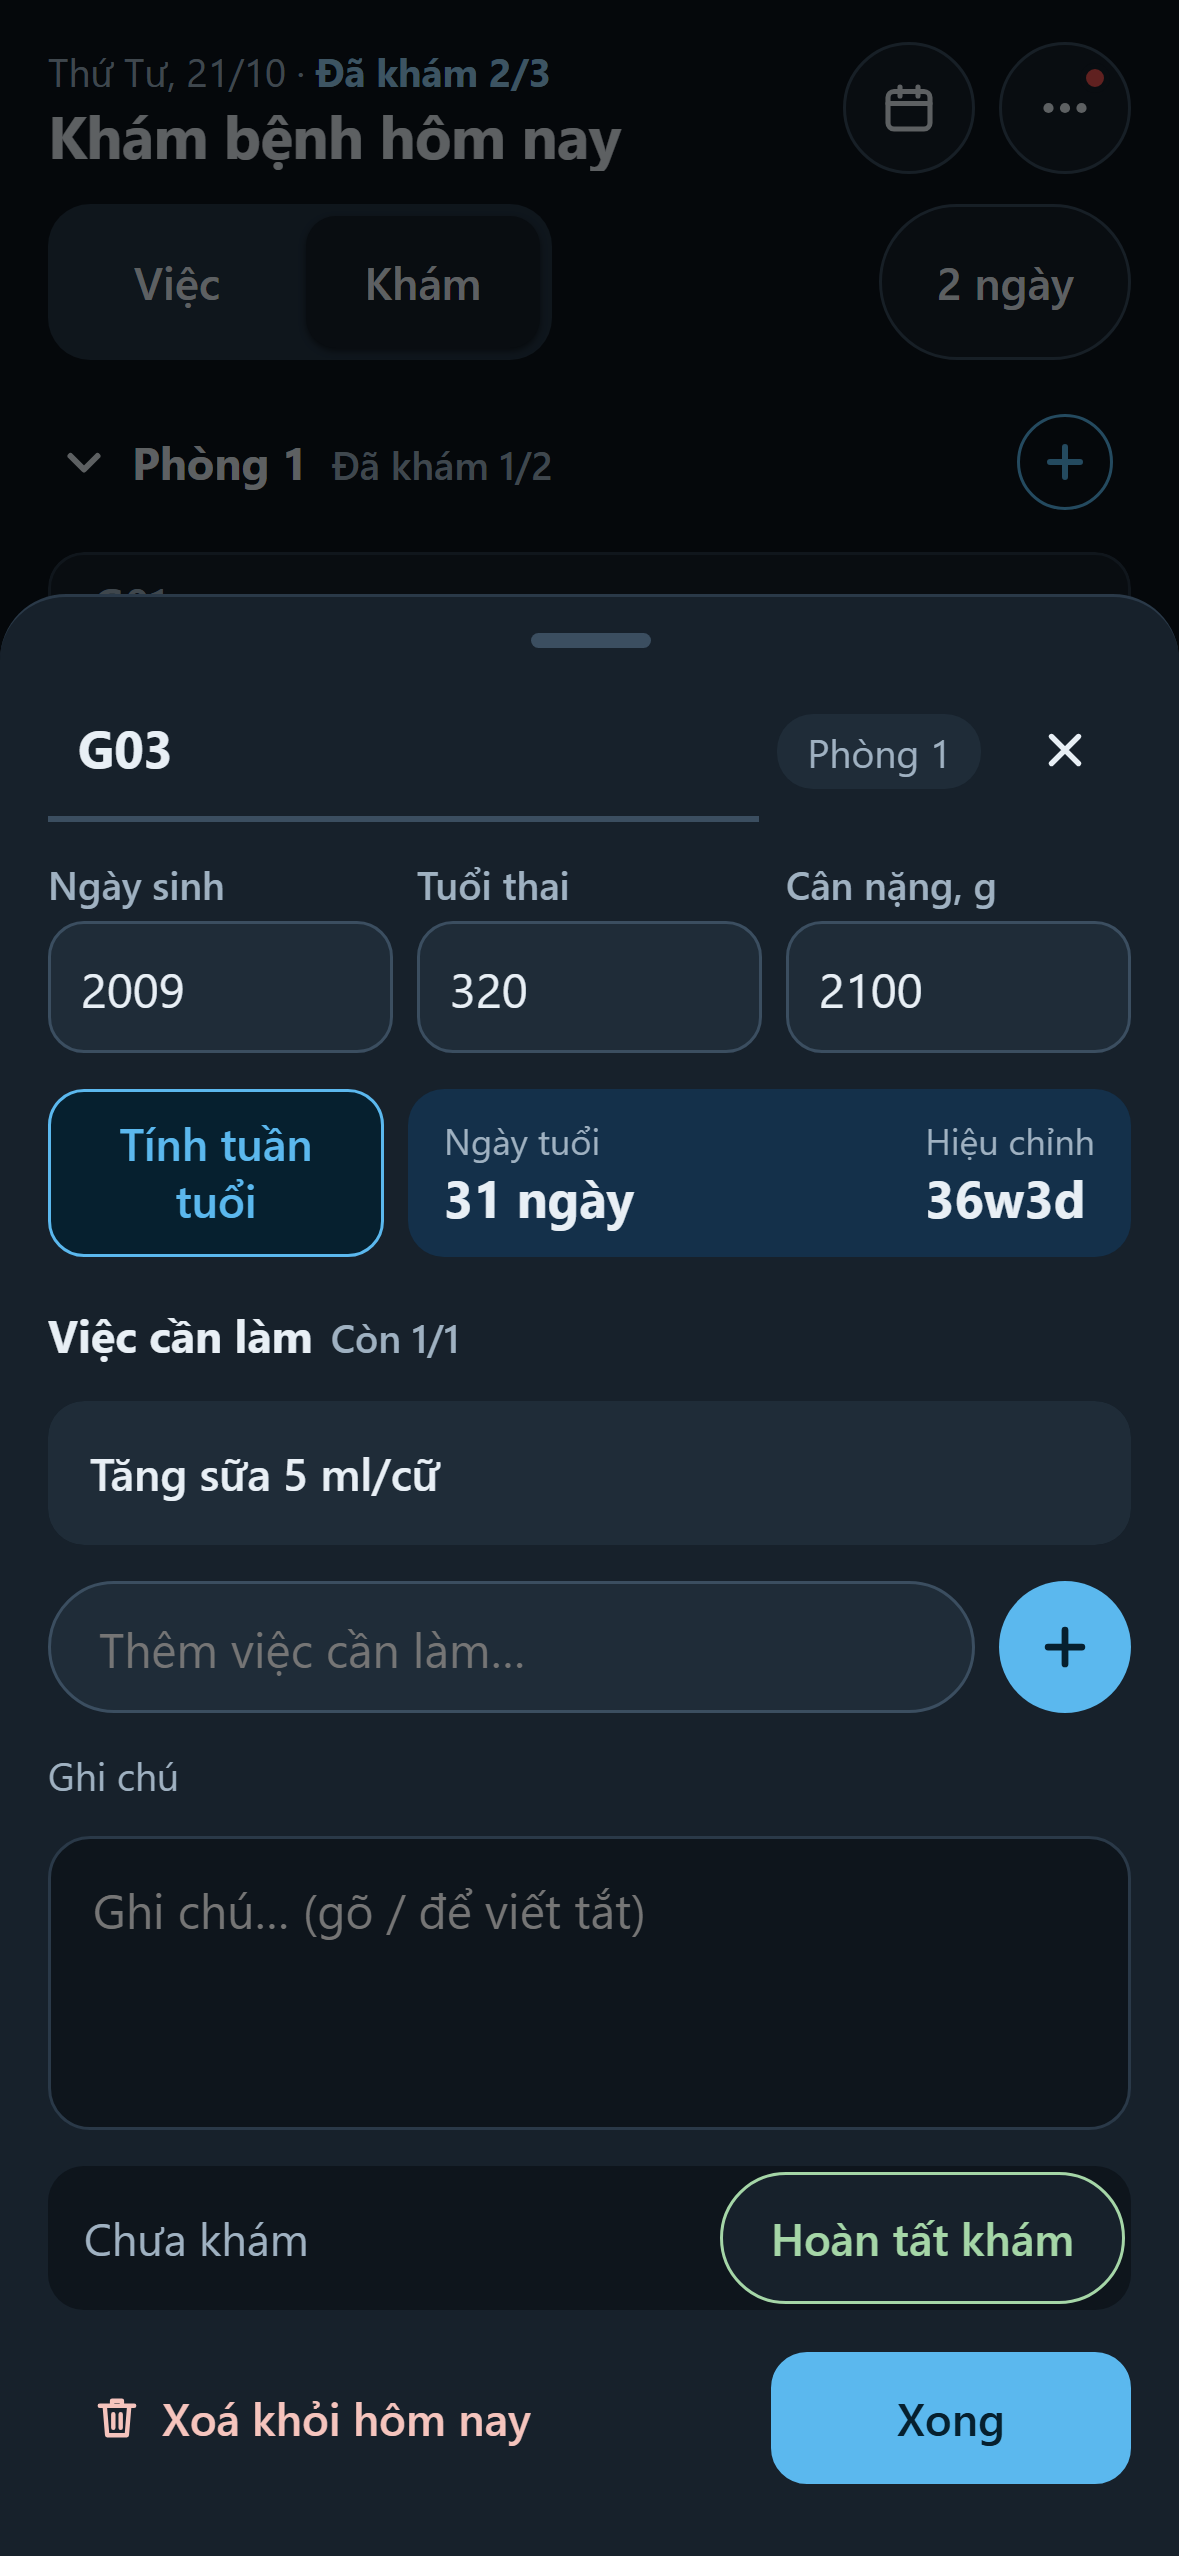 Thứ Tư, 21/10 · Đã khám 2/3
Khám bệnh hôm nay
Việc
Khám
2 ngày
Phòng 1 Đã khám 1/2
G03
Phòng 1
Ngày sinh
Tuổi thai
Cân nặng, g
2009
320
2100
Tính tuần
tuổi
Ngày tuổi
31 ngày
Hiệu chỉnh
36w3d
Việc cần làm Còn 1/1
Tăng sữa 5 ml/cữ
Thêm việc cần làm...
Ghi chú
Ghi chú... (gõ / để viết tắt)
Chưa khám
Hoàn tất khám
Xoá khỏi hôm nay
Xong